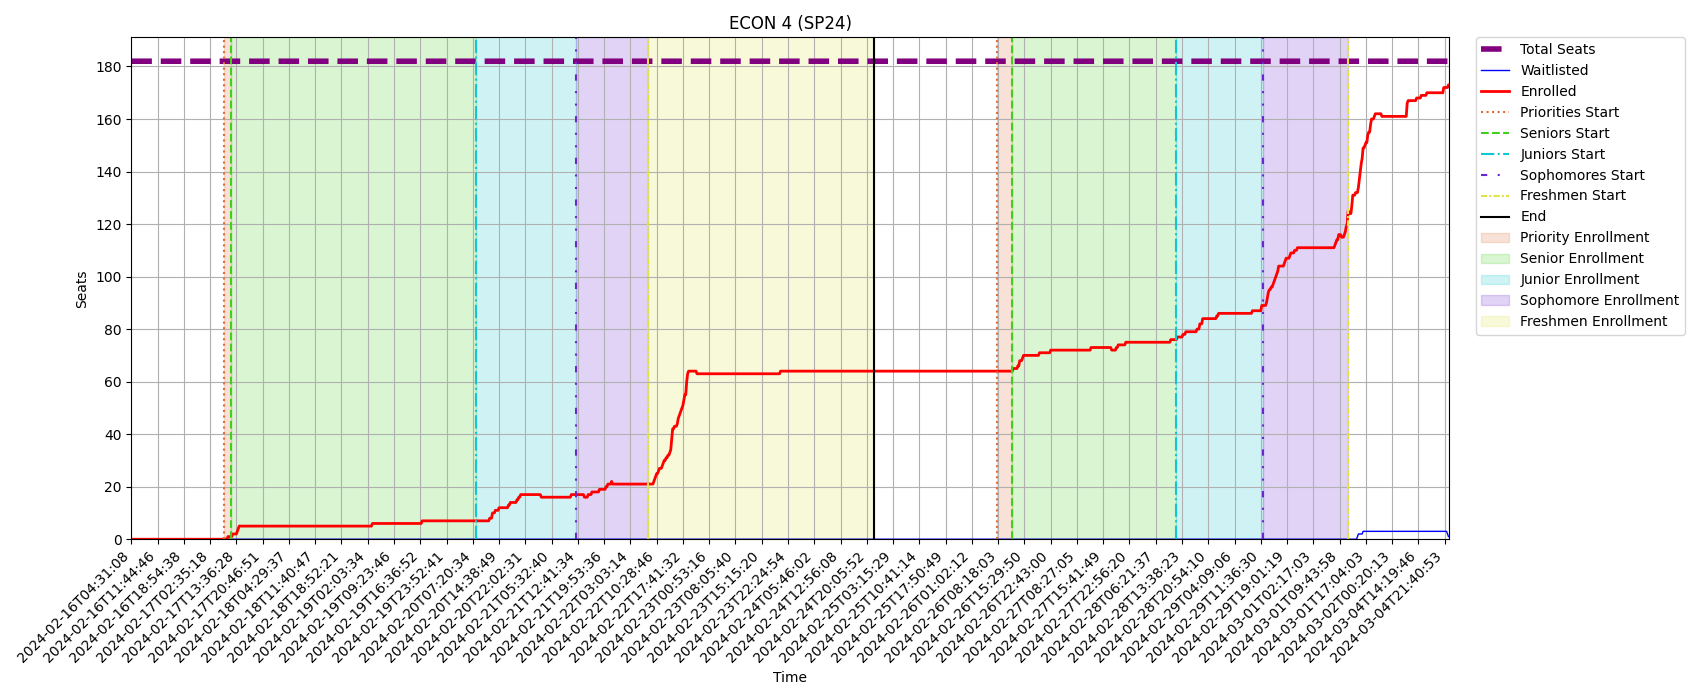 ECON 4 (SP24)
Seats
180
160
140
120
100
80
60
40
20
0
2024-02-16T04:31:08
2024-02-16T11:44:46
2024-02-16T18:54:38
2024-02-17T02:35:18
2024-02-17T13:36:28
2024-02-17T20:46:51
2024-02-18T04:29:37
2024-02-18T11:40:47
2024-02-18T18:52:21
2024-02-19T02:03:34
2024-02-19T09:23:46
2024-02-19T16:36:52
2024-02-19T23:52:41
2024-02-20T07:20:34
2024-02-20T14:38:49
2024-02-20T22:02:31
2024-02-21T05:32:40
2024-02-21T12:41:34
2024-02-21T19:53:36
2024-02-22T03:03:14
2024-02-22T10:28:46
2024-02-22T17:41:32
2024-02-23T00:53:16
2024-02-23T08:05:40
2024-02-23T15:15:20
2024-02-23T22:24:54
2024-02-24T05:46:02
2024-02-24T12:56:08
2024-02-24T20:05:52
2024-02-25T03:15:29
2024-02-25T10:41:14
2024-02-25T17:50:49
2024-02-26T01:02:12
2024-02-26T08:18:03
2024-02-26T15:29:50
2024-02-26T22:43:00
2024-02-27T08:27:05
2024-02-27T15:41:49
2024-02-27T22:56:20
2024-02-28T06:21:37
2024-02-28T13:38:23
2024-02-28T20:54:10
2024-02-29T04:09:06
2024-02-29T11:36:30
2024-02-29T19:01:19
2024-03-01T02:17:03
2024-03-01T09:43:58
2024-03-01T17:04:03
2024-03-02T00:20:13
2024-03-04T14:19:46
2024-03-04T21:40:53
Time
Total Seats
Waitlisted
Enrolled
Priorities Start
Seniors Start
Juniors Start
Sophomores Start
Freshmen Start
End
Priority Enrollment
Senior Enrollment
Junior Enrollment
Sophomore Enrollment
Freshmen Enrollment